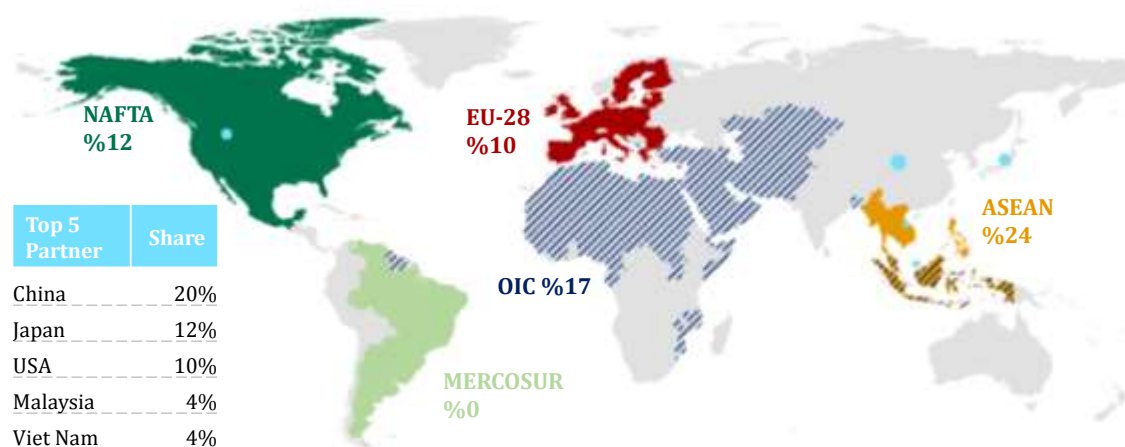 NAFTA
%12
EU-28
%10
ASEAN
%24
OIC %17
MERCOSUR
%0
Top 5 Partner Share
China 20%
Japan 12%
USA 10%
Malaysia 4%
Viet Nam 4%